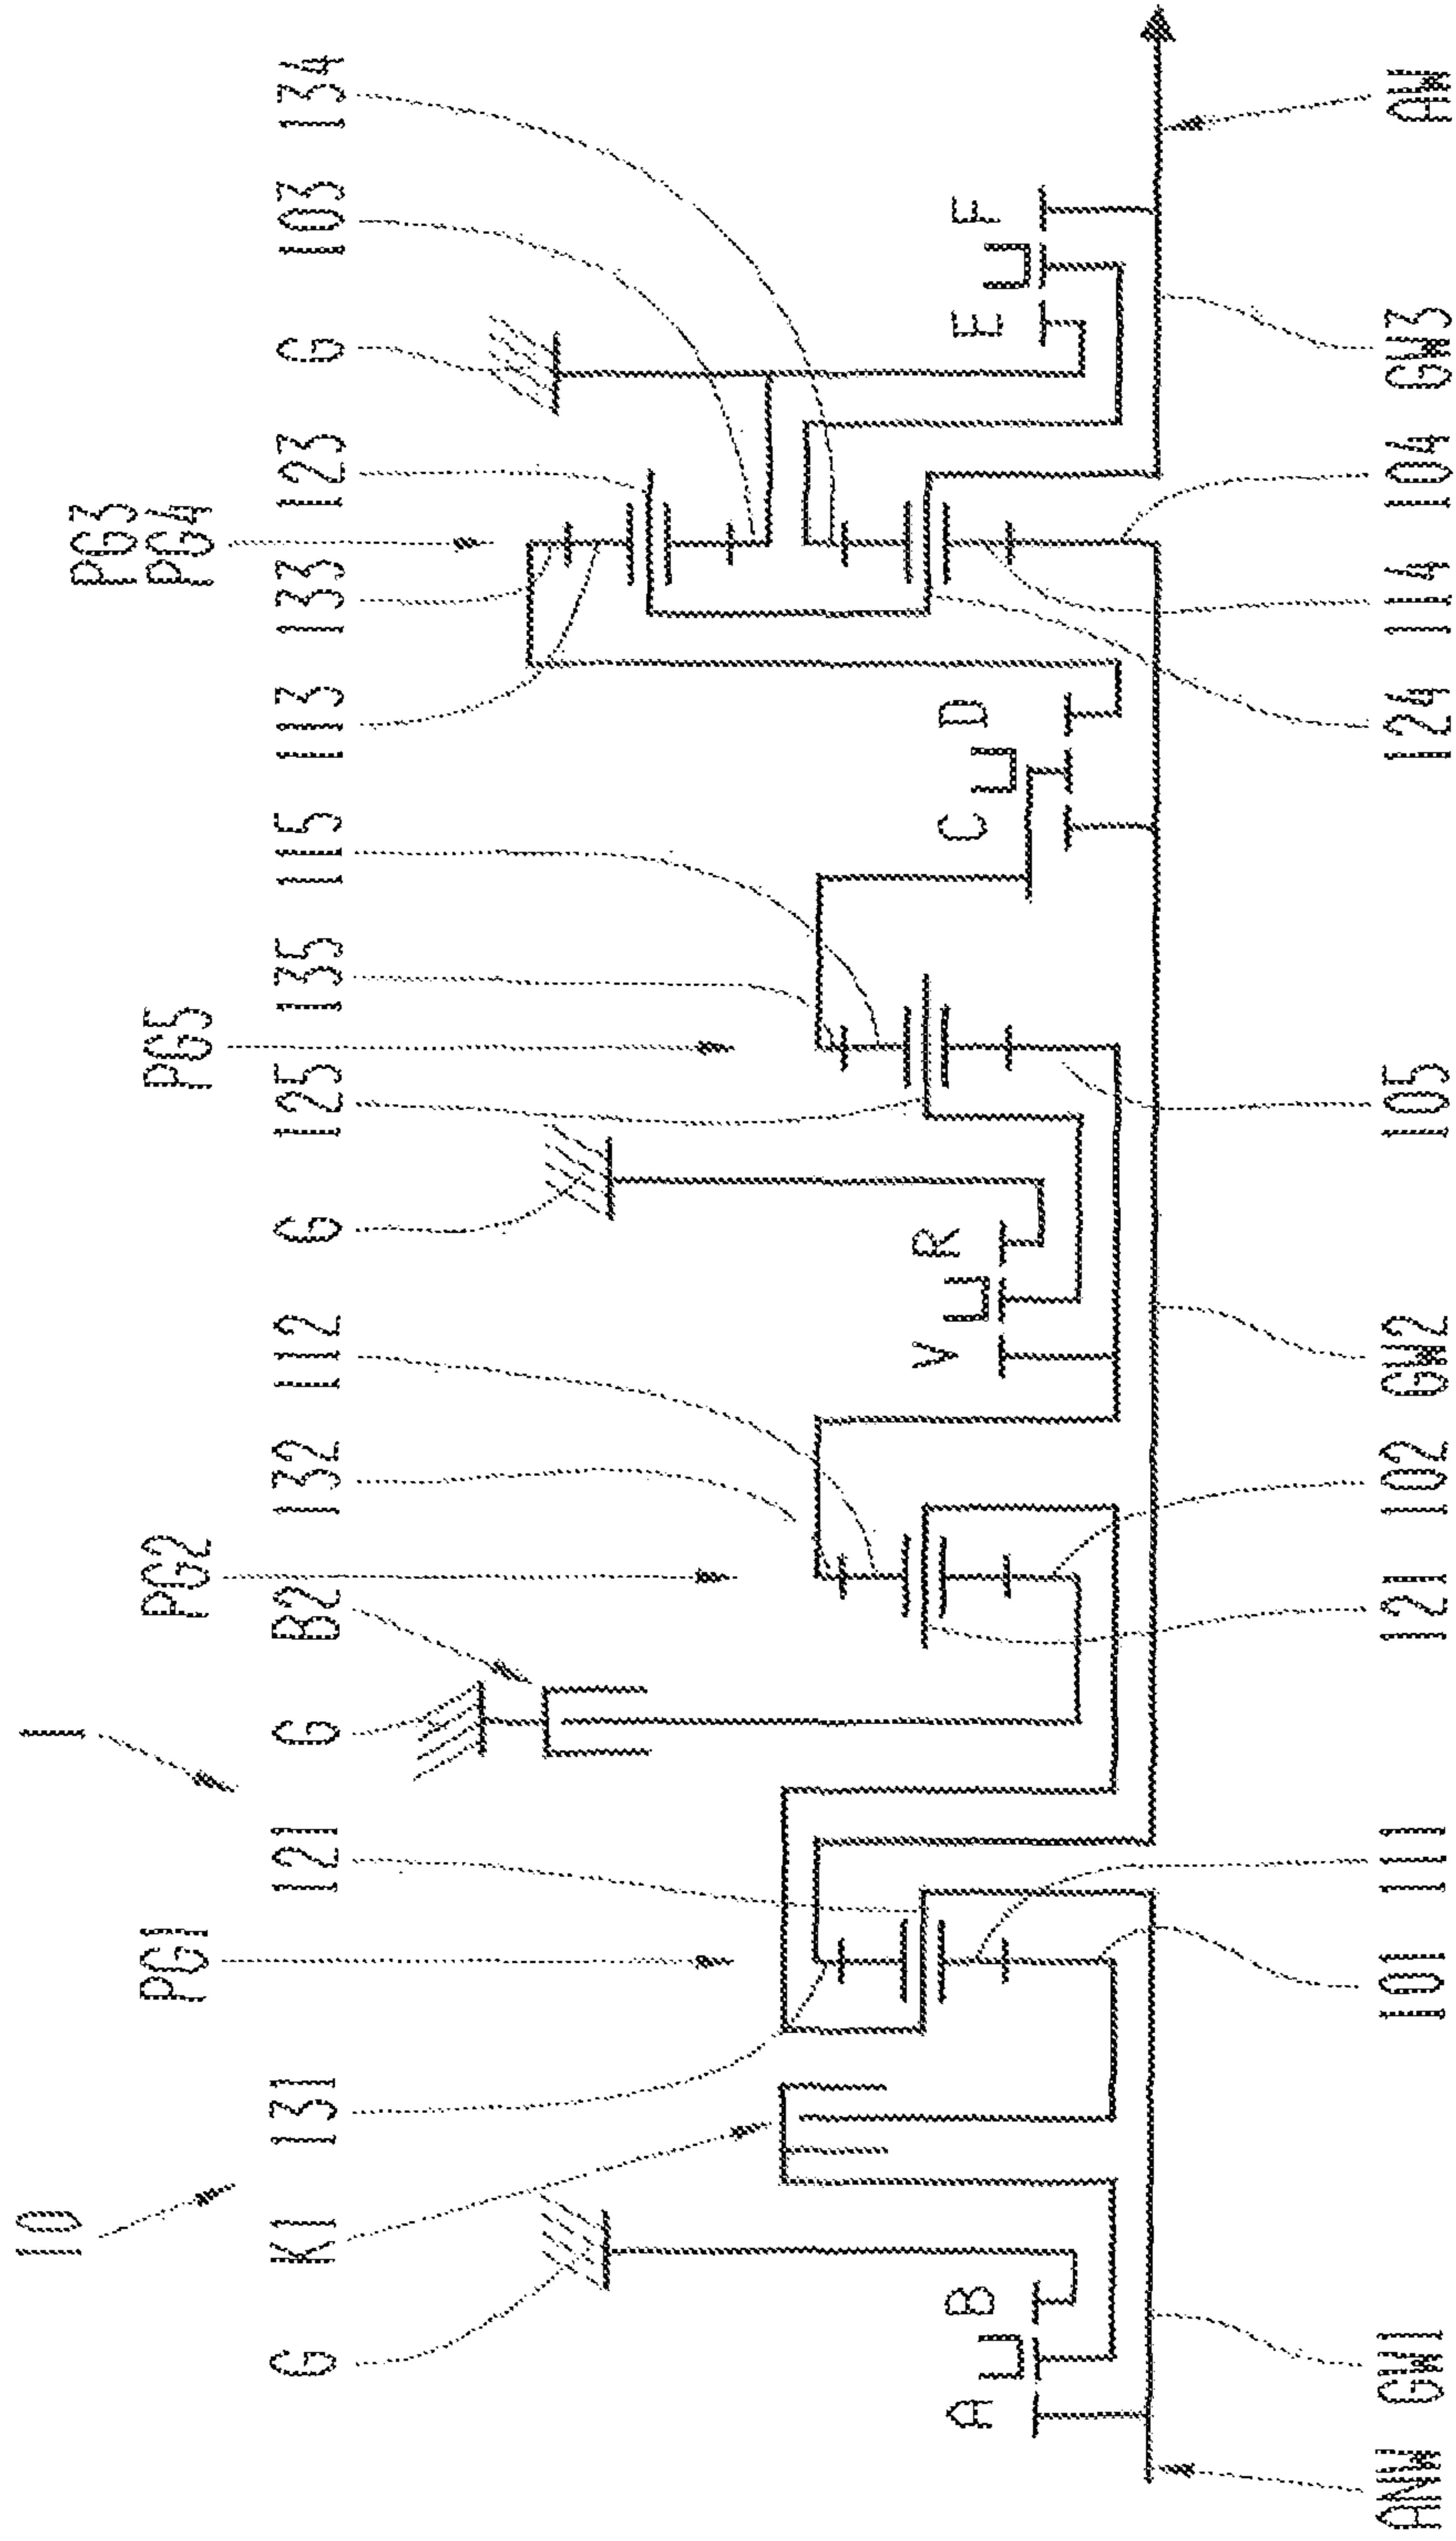 10 1
PG3
PG1 PG2 PG5 PG4
G K1 131 121 G B2 132 112 G 125 135 115 113 133 123 G 103 134
A B V R C D E F
ANW GW1 101 111 121 102 GW2 105 124 114 104 GW3 AW